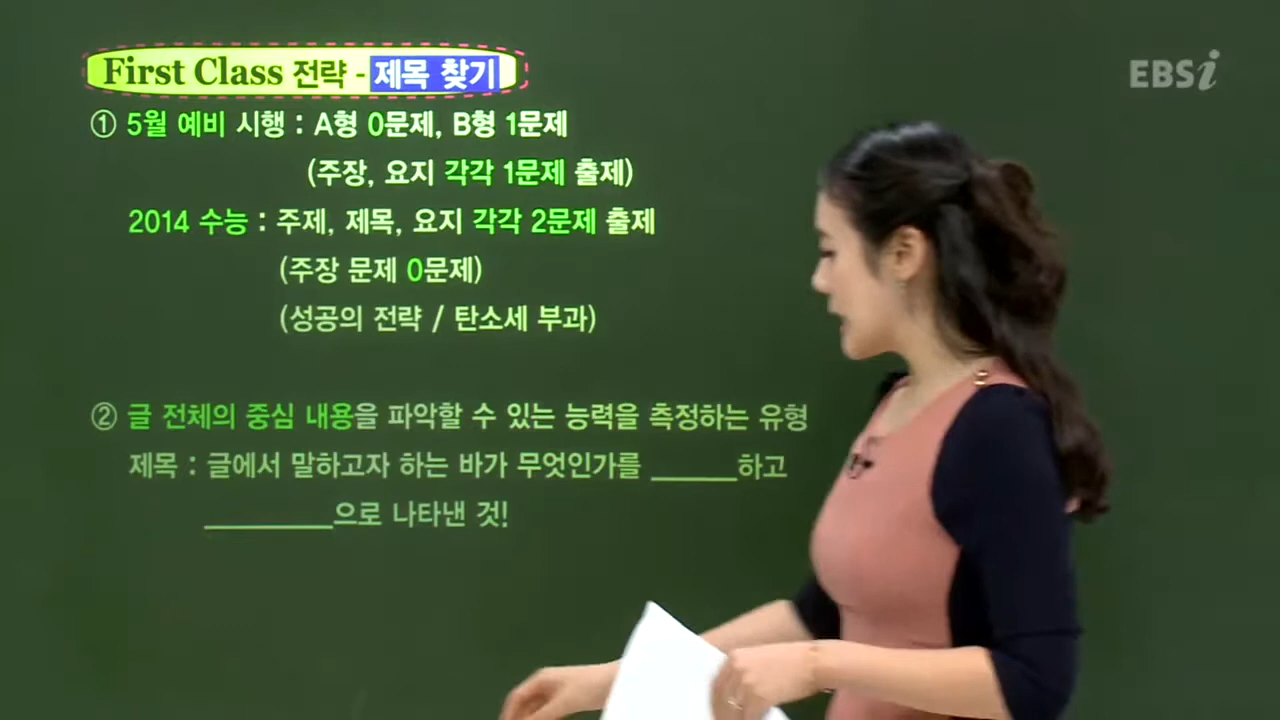 First Class 전략 - 제목 찾기
EBSi
① 5월 예비 시행 : A형 0문제, B형 1문제
(주장, 요지 각각 1문제 출제)
2014 수능 : 주제, 제목, 요지 각각 2문제 출제
(주장 문제 0문제)
(성공의 전략 / 탄소세 부과)
② 글 전체의 중심 내용을 파악할 수 있는 능력을 측정하는 유형
제목 : 글에서 말하고자 하는 바가 무엇인가를 ______하고
_________으로 나타낸 것!